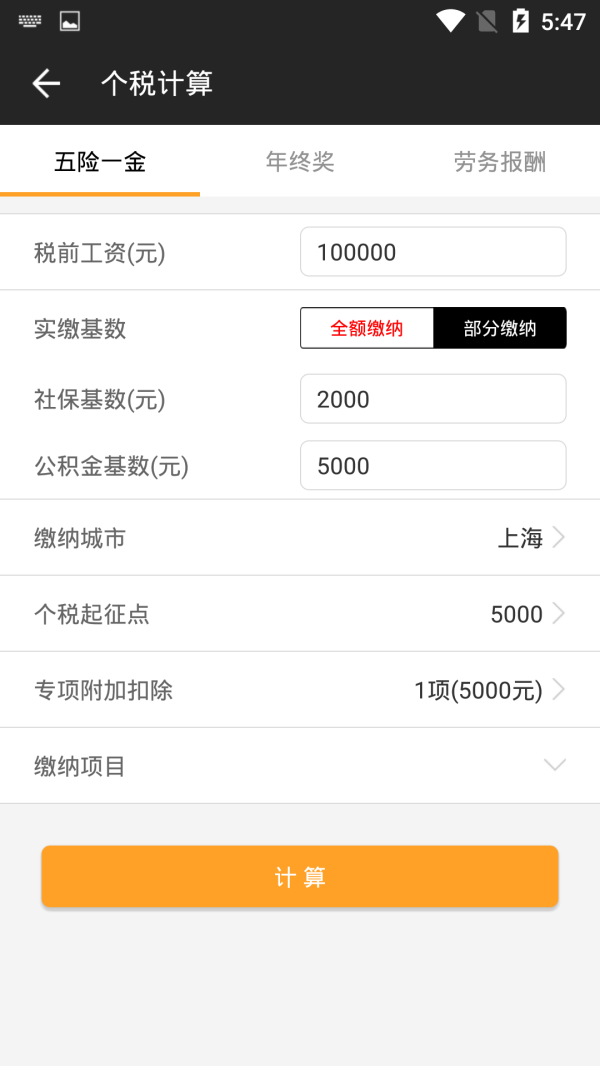 5:47
个税计算
五险一金 年终奖 劳务报酬
税前工资(元) 100000
实缴基数 全额缴纳 部分缴纳
社保基数(元) 2000
公积金基数(元) 5000
缴纳城市 上海
个税起征点 5000
专项附加扣除 1项(5000元)
缴纳项目
计算